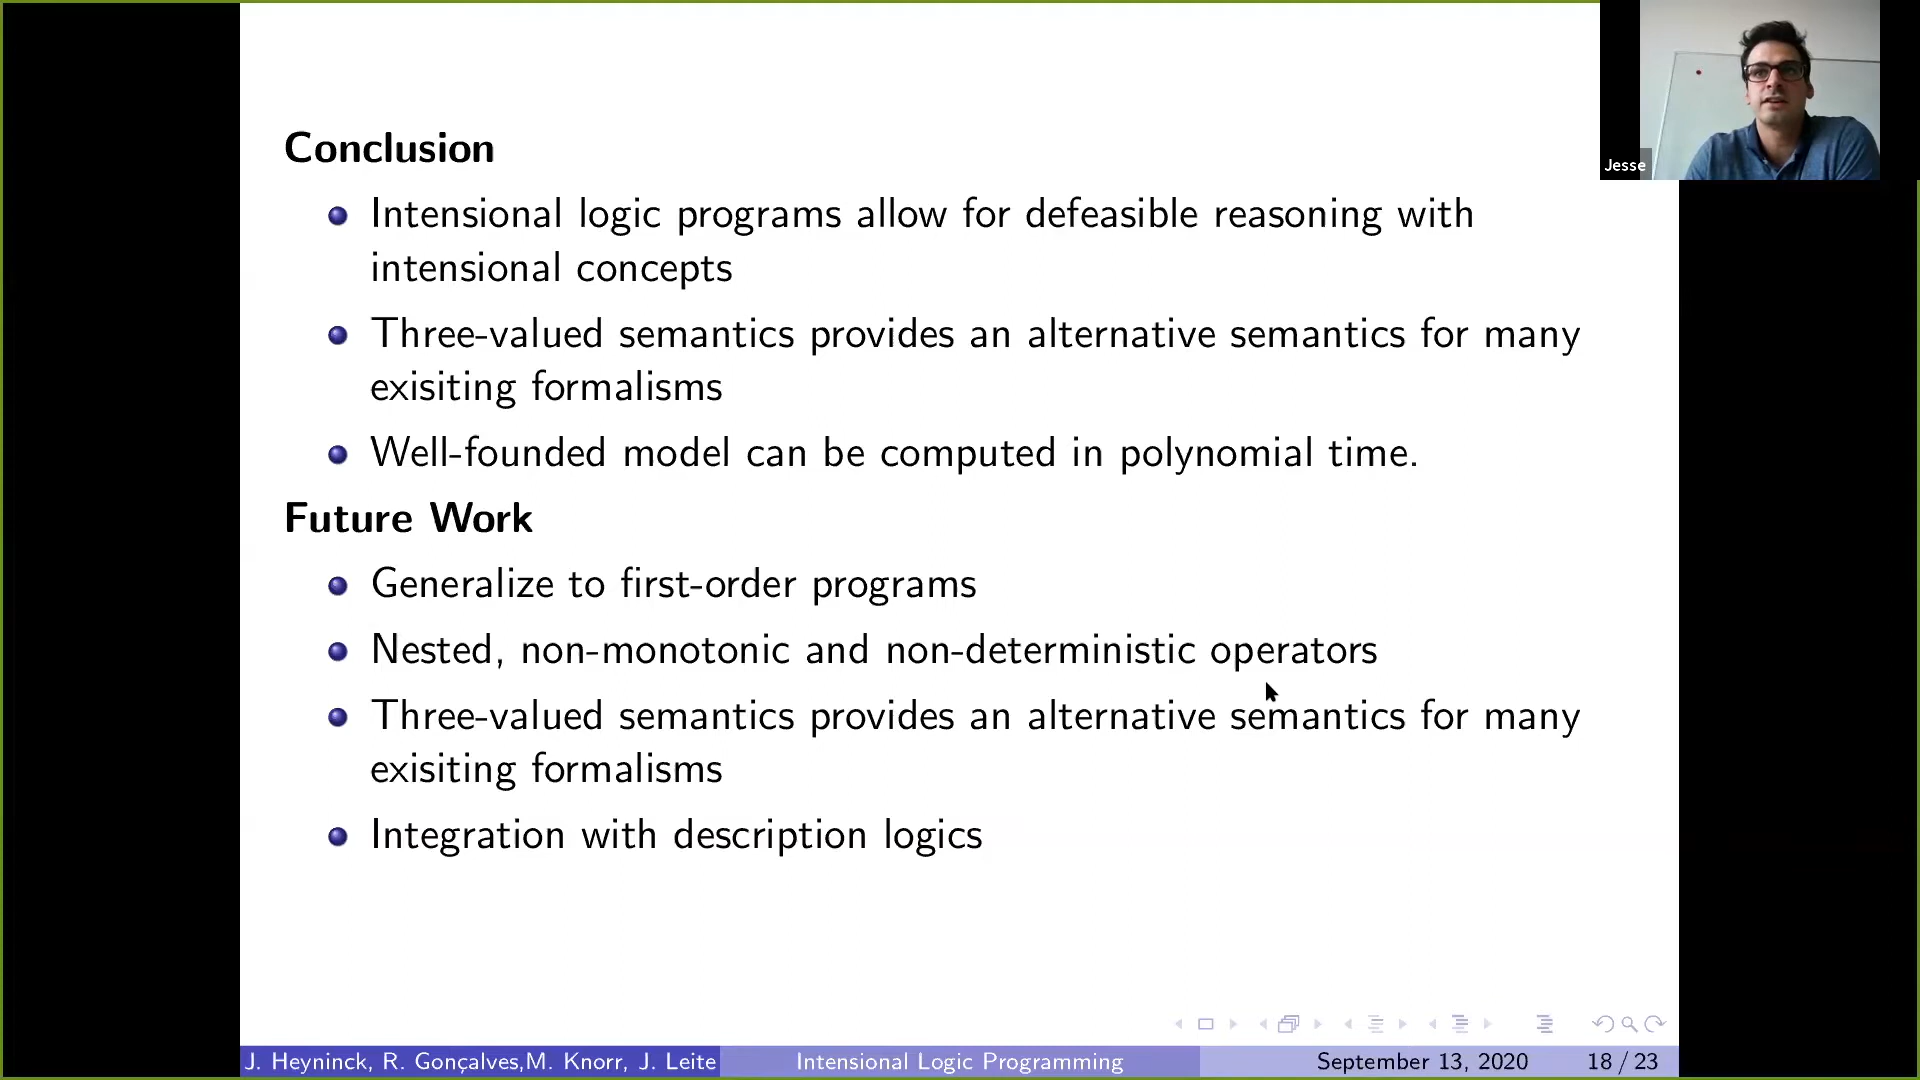 Conclusion
Intensional logic programs allow for defeasible reasoning with
intensional concepts
Three-valued semantics provides an alternative semantics for many
exisiting formalisms
Well-founded model can be computed in polynomial time.
Future Work
Generalize to first-order programs
Nested, non-monotonic and non-deterministic operators
Three-valued semantics provides an alternative semantics for many
exisiting formalisms
Integration with description logics
Jesse
J. Heyninck, R. Gonçalves,M. Knorr, J. Leite
Intensional Logic Programming
September 13, 2020
18 / 23